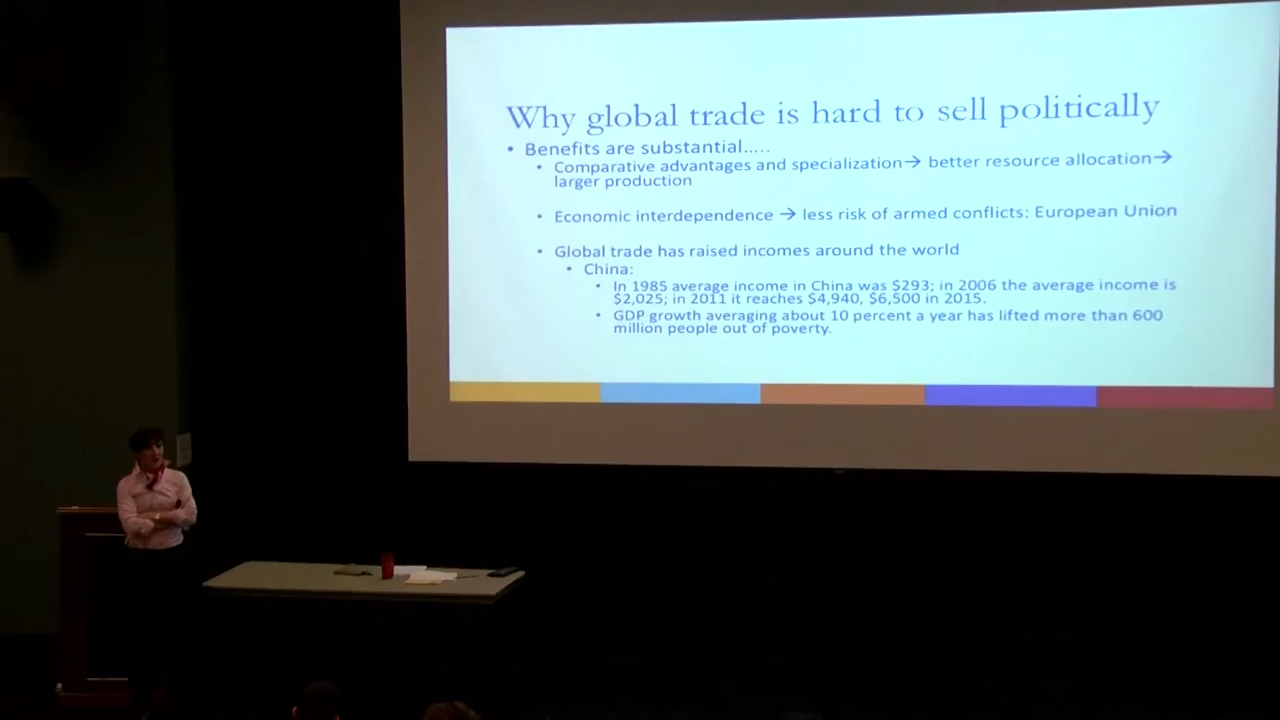 Why global trade is hard to sell politically
• Benefits are substantial.....
• Comparative advantages and specialization→ better resource allocation→
larger production
• Economic interdependence → less risk of armed conflicts: European Union
• Global trade has raised incomes around the world
• China:
• In 1985 average income in China was $293; in 2006 the average income is
$2,025; in 2011 it reaches $4,940, $6,500 in 2015.
• GDP growth averaging about 10 percent a year has lifted more than 600
million people out of poverty.